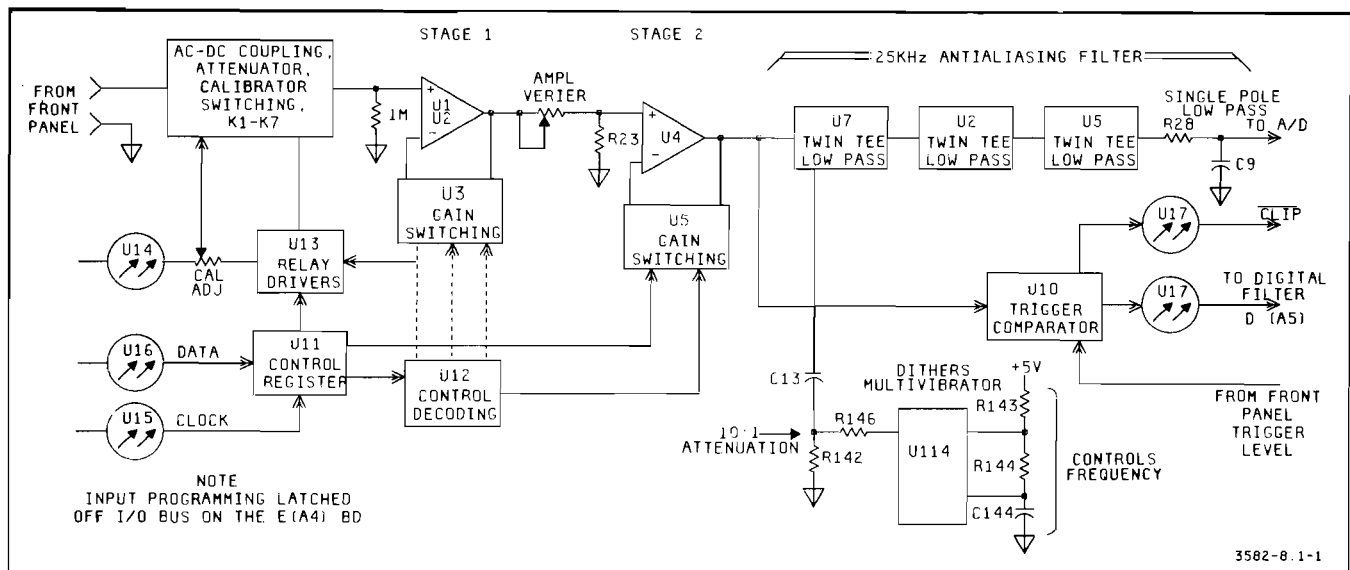 STAGE 1
STAGE 2
AC-DC COUPLING,
ATTENUATOR,
CALIBRATOR
SWITCHING,
K1-K7
FROM
FRONT
PANEL
1M
+
U1
U2
-
AMPL
VERIER
R23
+
U4
-
25KHz ANTIALIASING FILTER
U7
TWIN TEE
LOW PASS
U2
TWIN TEE
LOW PASS
U5
TWIN TEE
LOW PASS
SINGLE POLE
LOW PASS
R28
TO A/D
C9
U3
GAIN
SWITCHING
U5
GAIN
SWITCHING
U14
CAL
ADJ
U13
RELAY
DRIVERS
U16
DATA
U11
CONTROL
REGISTER
U12
CONTROL
DECODING
U15
CLOCK
U17
CLIP
U10
TRIGGER
COMPARATOR
U17
TO DIGITAL
FILTER
D (A5)
FROM FRONT
PANEL
TRIGGER
LEVEL
C13
DITHERS
MULTIVIBRATOR
+5V
R143
R146
10:1
ATTENUATION
R142
U114
R144
C144
CONTROLS
FREQUENCY
NOTE
INPUT PROGRAMMING LATCHED
OFF I/O BUS ON THE E(A4) BD
3582-8.1-1